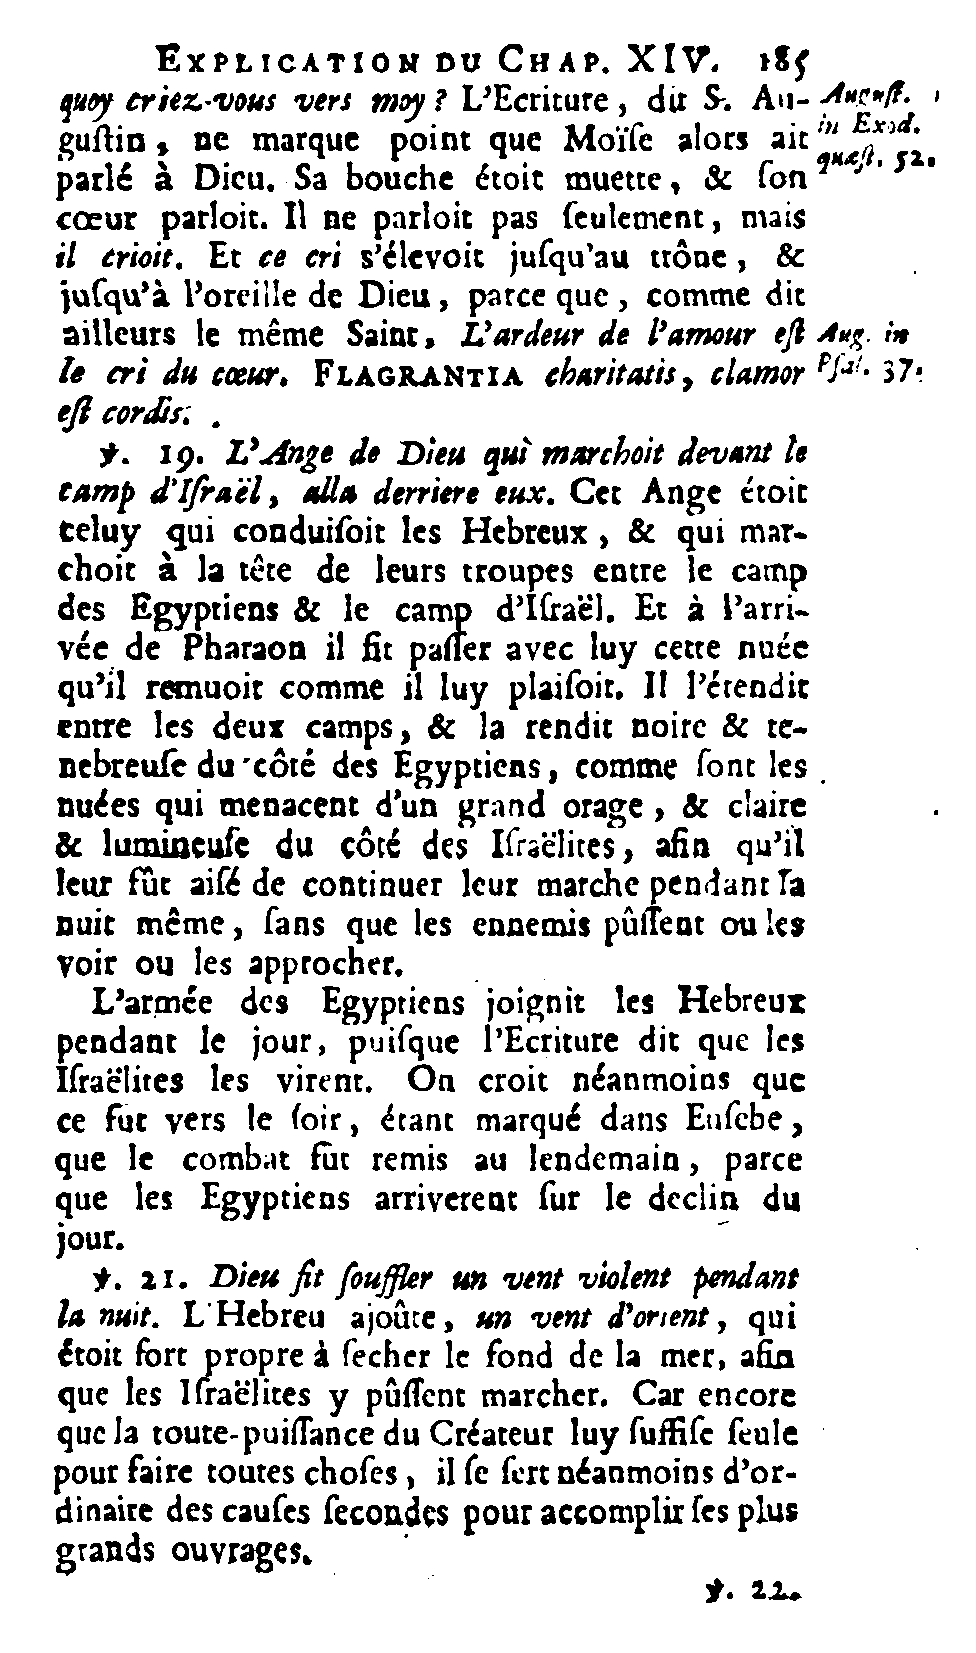 EXPLICATION DU CHAP. XIV. 185
quoy criez-vous vers moy ? L'Ecriture, dit S. Au-
guſtin, ne marque point que Moïſe alors ait
parlé à Dieu. Sa bouche étoit muette, & ſon
cœur parloit. Il ne parloit pas ſeulement, mais
il crioit. Et ce cri s'élevoit juſqu'au trône, &
juſqu'à l'oreille de Dieu, parce que, comme dit
ailleurs le même Saint, L'ardeur de l'amour eſt
le cri du cœur. FLAGRANTIA charitatis, clamor
eſt cordis.
August.
in Exod.
quæſt. 52.
Aug. in
Pſal. 37.
℣. 19. L'Ange de Dieu qui marchoit devant le
camp d'Iſraël, alla derriere eux. Cet Ange étoit
celuy qui conduiſoit les Hebreux, & qui mar-
choit à la tête de leurs troupes entre le camp
des Egyptiens & le camp d'Iſraël. Et à l'arri-
vée de Pharaon il fit paſſer avec luy cette nuée
qu'il remuoit comme il luy plaiſoit. Il l'étendit
entre les deux camps, & la rendit noire & te-
nebreuſe du côté des Egyptiens, comme ſont les
nuées qui menacent d'un grand orage, & claire
& lumineuſe du côté des Iſraëlites, afin qu'il
leur fût aiſé de continuer leur marche pendant la
nuit même, ſans que les ennemis pûſſent ou les
voir ou les approcher.
L'armée des Egyptiens joignit les Hebreux
pendant le jour, puiſque l'Ecriture dit que les
Iſraëlites les virent. On croit néanmoins que
ce fut vers le ſoir, étant marqué dans Euſebe,
que le combat fût remis au lendemain, parce
que les Egyptiens arriverent ſur le declin du
jour.
℣. 21. Dieu fit ſouffler un vent violent pendant
la nuit. L'Hebreu ajoûte, un vent d'orient, qui
étoit fort propre à ſecher le fond de la mer, afin
que les Iſraëlites y pûſſent marcher. Car encore
que la toute-puiſſance du Créateur luy ſuffiſe ſeule
pour faire toutes choſes, il ſe ſert néanmoins d'or-
dinaire des cauſes ſecondes pour accomplir ſes plus
grands ouvrages.
℣. 22.